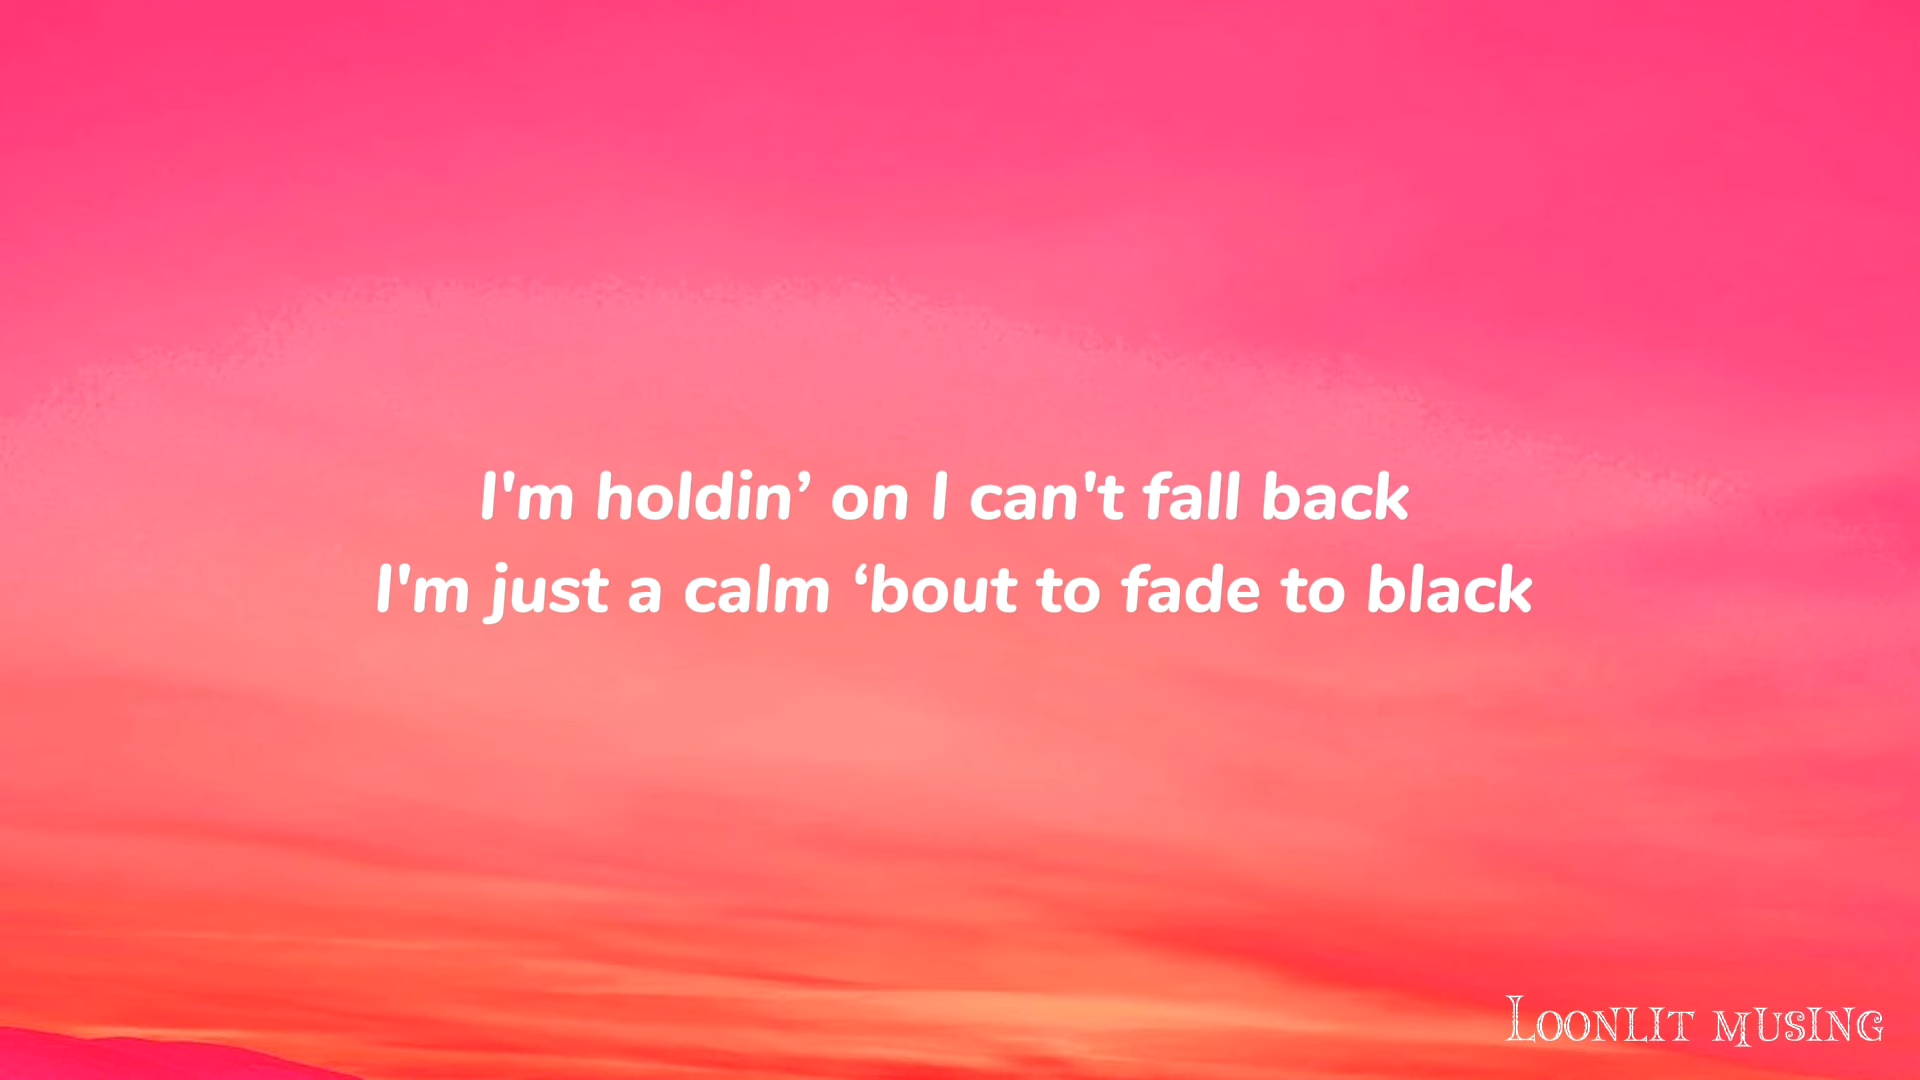 I'm holdin’ on I can't fall back
I'm just a calm ‘bout to fade to black
LOONLIT MUSING